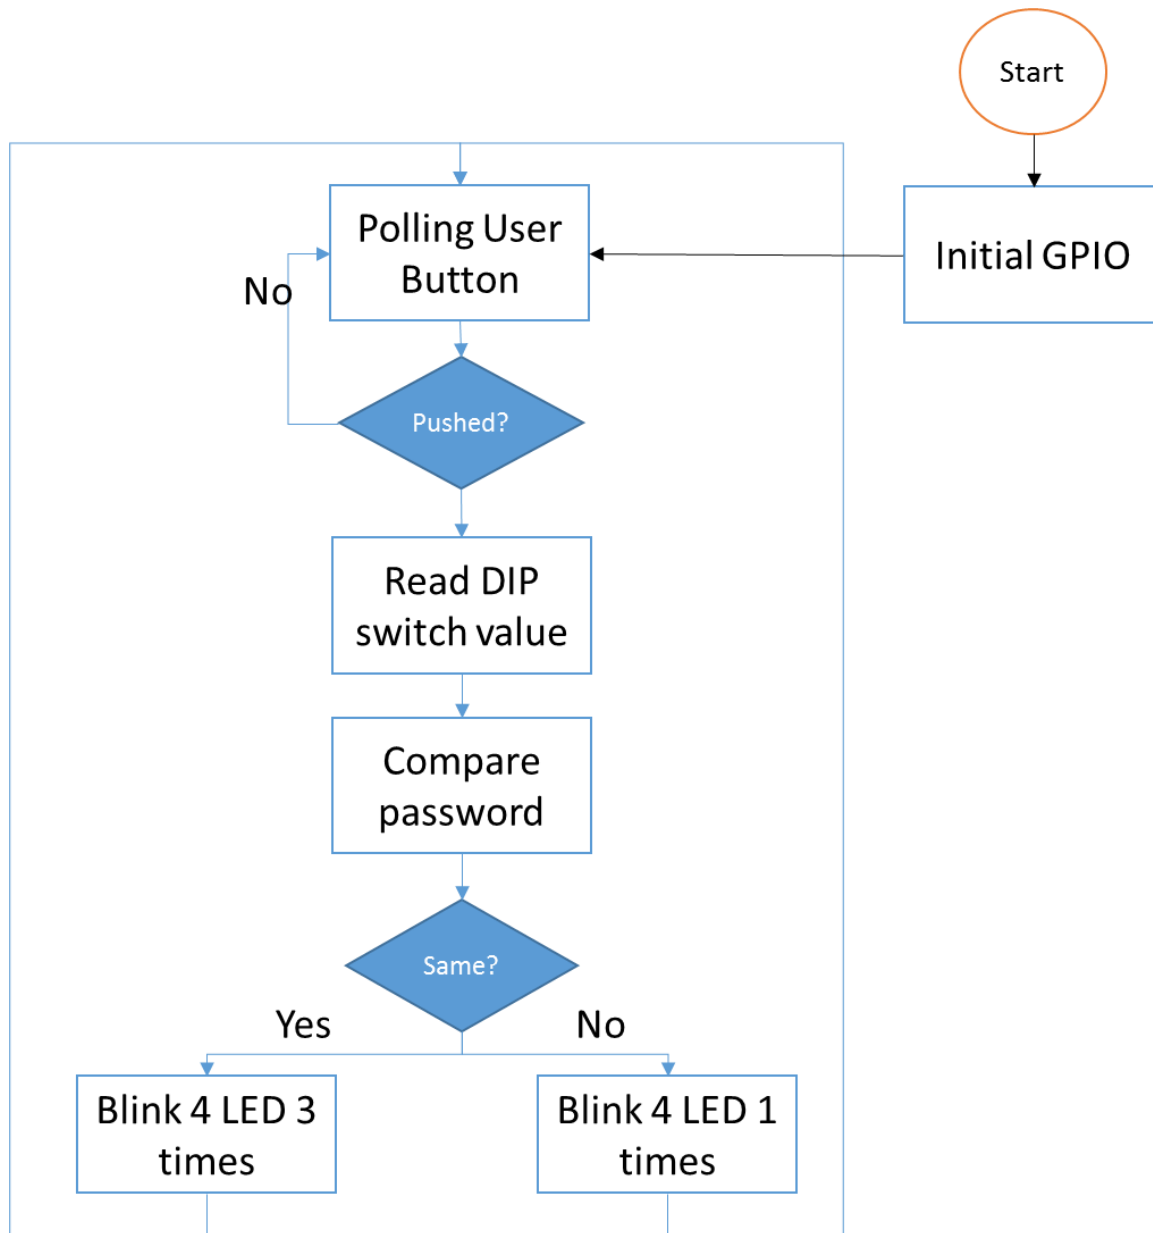 Start
Initial GPIO
Polling User
Button
No
Pushed?
Read DIP
switch value
Compare
password
Same?
Yes
No
Blink 4 LED 3
times
Blink 4 LED 1
times